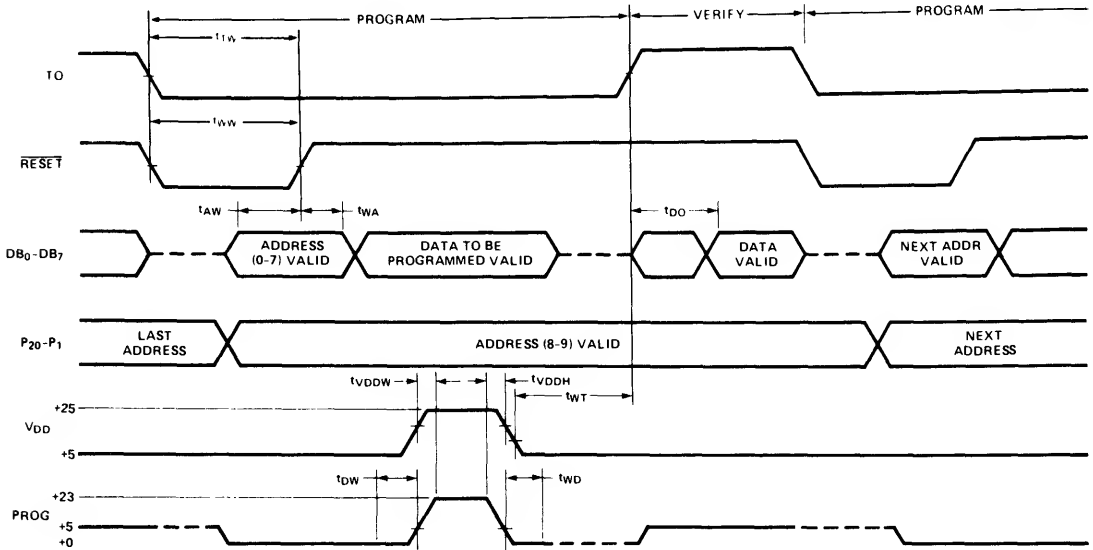 PROGRAM
VERIFY
PROGRAM
tTW
TO
tWW
RESET
tAW
tWA
tDO
DB0-DB7
ADDRESS
(0-7) VALID
DATA TO BE
PROGRAMMED VALID
DATA
VALID
NEXT ADDR
VALID
P20-P1
LAST
ADDRESS
ADDRESS (8-9) VALID
NEXT
ADDRESS
tVDDW
tVDDH
tWT
+25
VDD
+5
tDW
tWD
+23
PROG
+5
+0